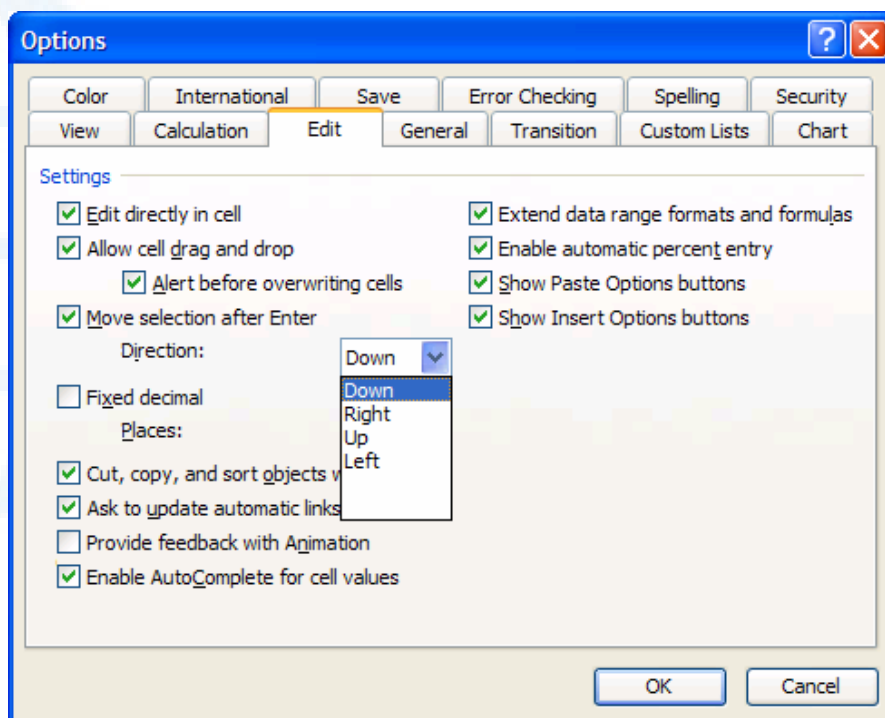 Options
Color International Save Error Checking Spelling Security
View Calculation Edit General Transition Custom Lists Chart
Settings
Edit directly in cell
Allow cell drag and drop
Alert before overwriting cells
Move selection after Enter
Direction:
Down
Down
Right
Up
Left
Fixed decimal
Places:
Cut, copy, and sort objects
Ask to update automatic links
Provide feedback with Animation
Enable AutoComplete for cell values
Extend data range formats and formulas
Enable automatic percent entry
Show Paste Options buttons
Show Insert Options buttons
OK Cancel